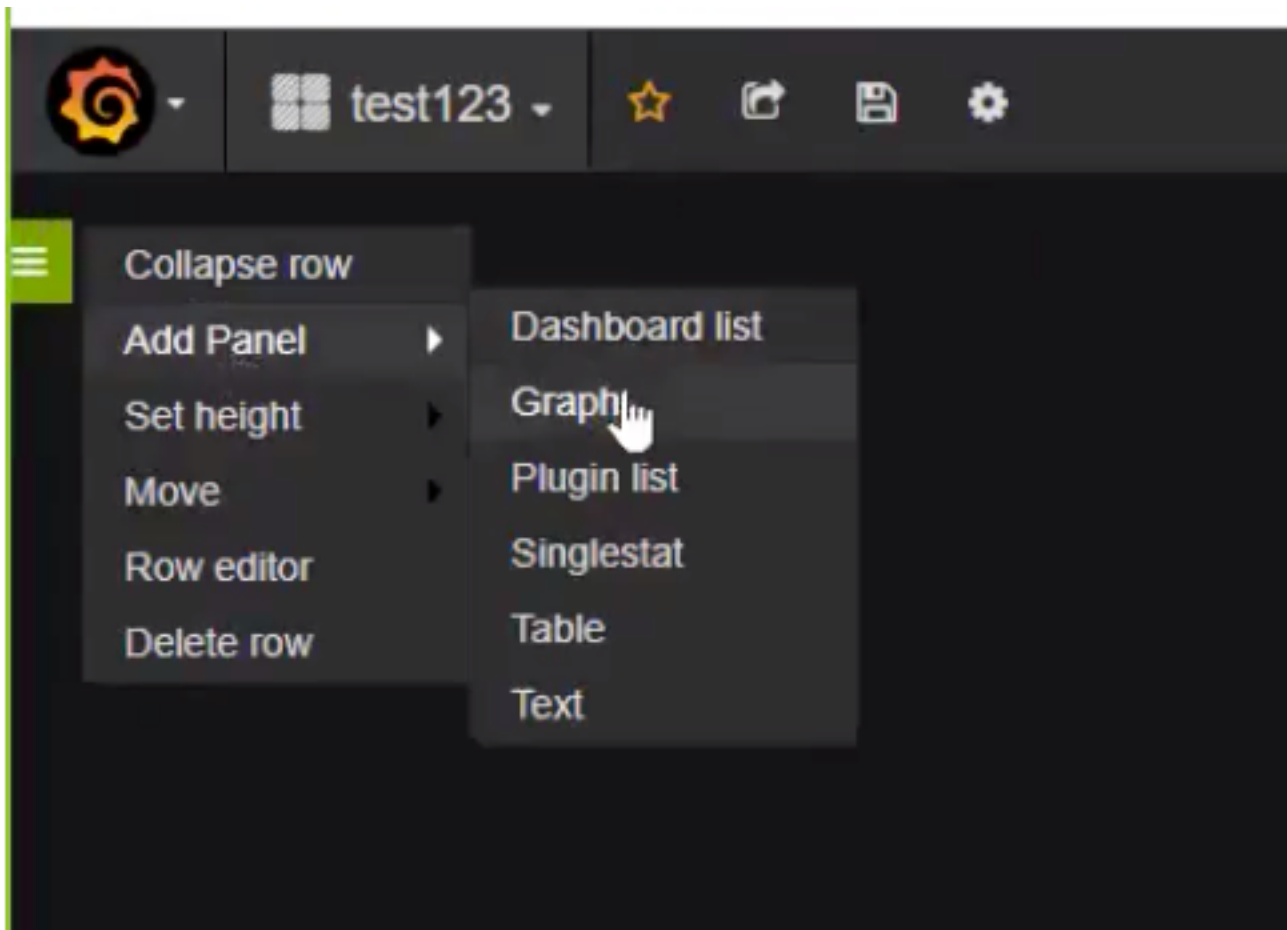 test123
Collapse row
Add Panel
Set height
Move
Row editor
Delete row
Dashboard list
Graph
Plugin list
Singlestat
Table
Text